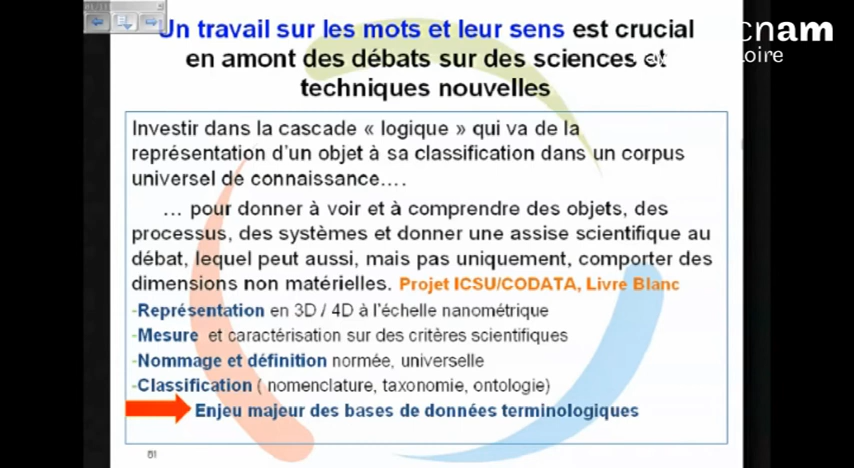 Un travail sur les mots et leur sens est crucial
en amont des débats sur des sciences et
techniques nouvelles
cnam
Loire
Investir dans la cascade « logique » qui va de la
représentation d'un objet à sa classification dans un corpus
universel de connaissance….
… pour donner à voir et à comprendre des objets, des
processus, des systèmes et donner une assise scientifique au
débat, lequel peut aussi, mais pas uniquement, comporter des
dimensions non matérielles. Projet ICSU/CODATA, Livre Blanc
-Représentation en 3D / 4D à l'échelle nanométrique
-Mesure et caractérisation sur des critères scientifiques
-Nommage et définition normée, universelle
-Classification ( nomenclature, taxonomie, ontologie)
Enjeu majeur des bases de données terminologiques
81